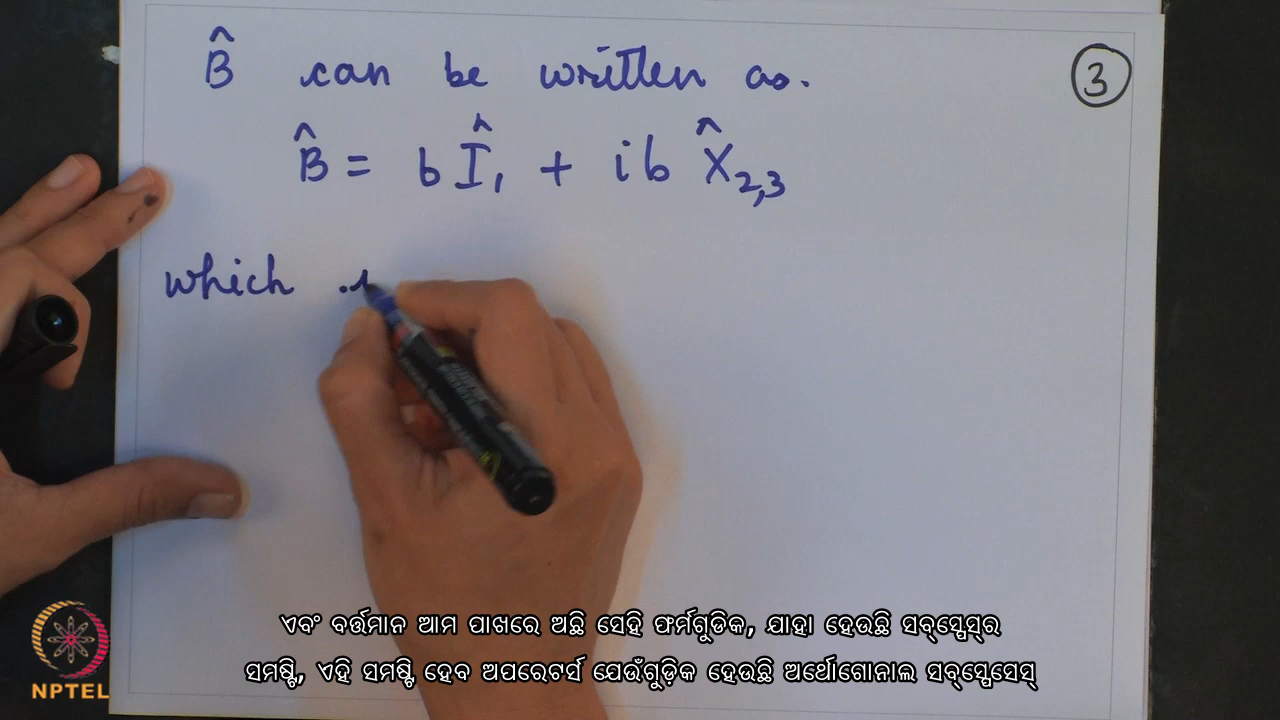 B̂ can be written as. ③
B̂ = b Î₁ + i b X̂₂,₃
which
ଏବଂ ବର୍ତ୍ତମାନ ଆମ ପାଖରେ ଅଛି ସେହି ଫର୍ମଗୁଡିକ, ଯାହା ହେଉଛି ସବ୍‌ସ୍ପେସ୍‌ର
ସମଷ୍ଟି, ଏହି ସମଷ୍ଟି ହେବ ଅପରେଟର୍ସ ଯେଉଁଗୁଡ଼ିକ ହେଉଛି ଅର୍ଥୋଗୋନାଲ ସବ୍‌ସ୍ପେସେସ୍
NPTEL